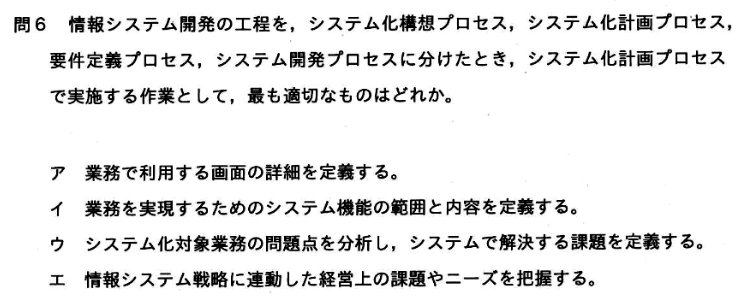 問６　情報システム開発の工程を，システム化構想プロセス，システム化計画プロセス，
要件定義プロセス，システム開発プロセスに分けたとき，システム化計画プロセス
で実施する作業として，最も適切なものはどれか。
ア　業務で利用する画面の詳細を定義する。
イ　業務を実現するためのシステム機能の範囲と内容を定義する。
ウ　システム化対象業務の問題点を分析し，システムで解決する課題を定義する。
エ　情報システム戦略に連動した経営上の課題やニーズを把握する。